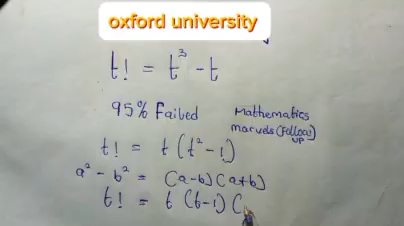 oxford university
t! = t³ - t
95% Failed
Mathematics
marvels (follow)
up
t! = t (t² - 1)
a² - b² = (a-b) (a+b)
t! = t (t-1) (